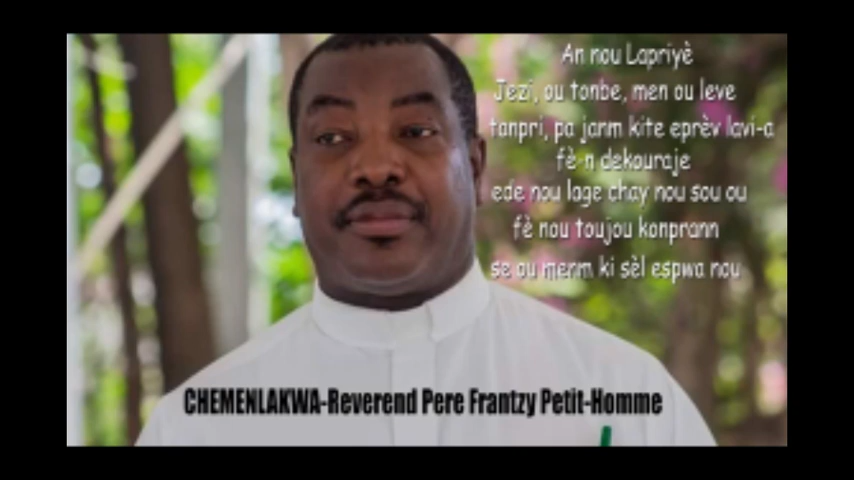 An nou Lapriyè
Jezi, ou tonbe, men ou leve
tanpri, pa janm kite eprèv lavi-a
fè-n dekouraje
ede nou lage chay nou sou ou
fè nou toujou konprann
se ou menm ki sèl espwa nou
CHEMENLAKWA-Reverend Pere Frantzy Petit-Homme